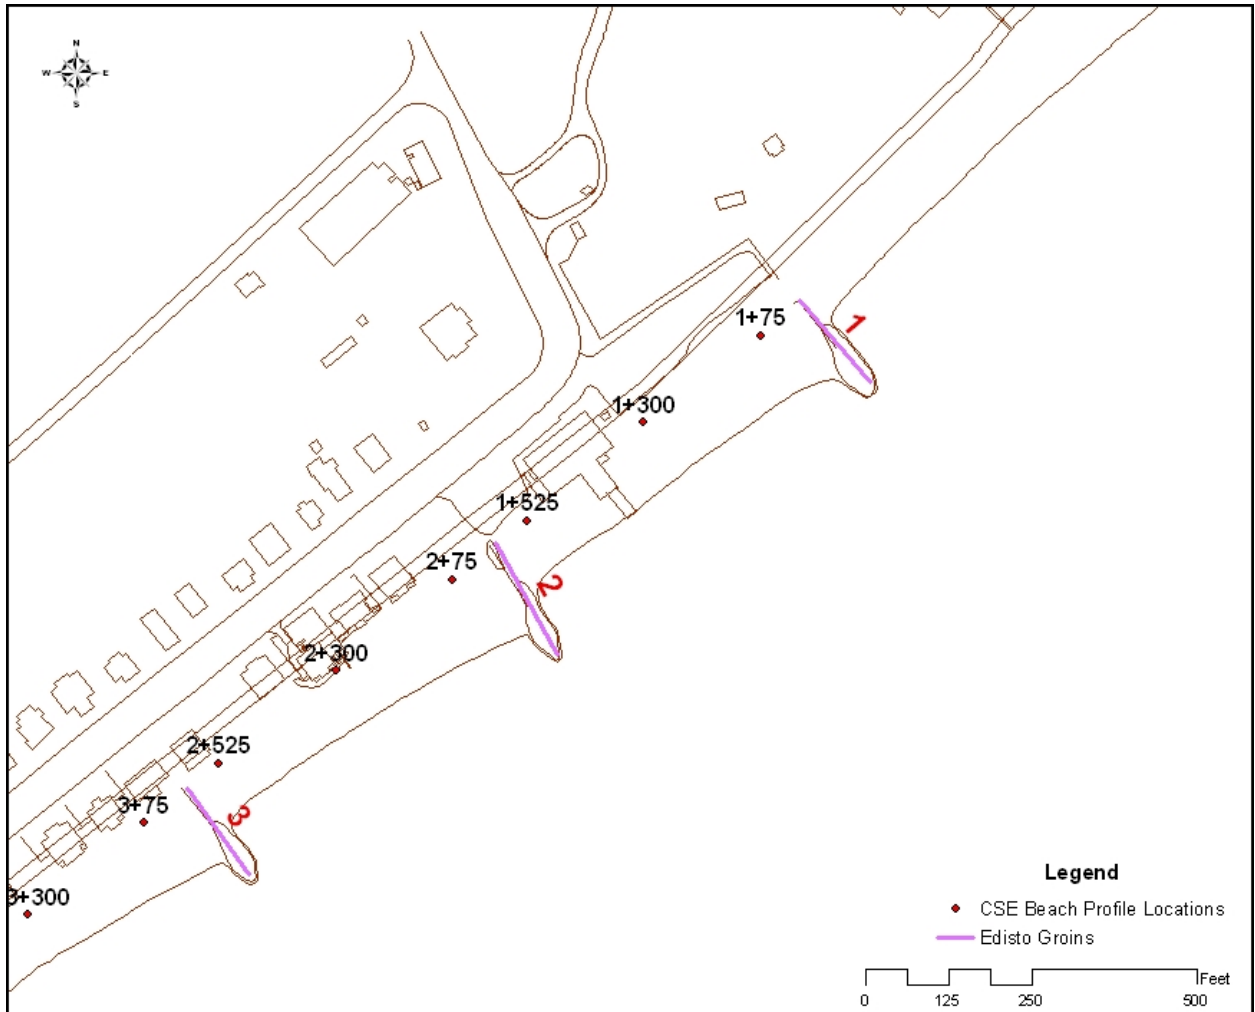 N
W E
S
1+75
1
1+300
1+525
2+75
2
2+300
2+525
3+75
3
3+300
Legend
CSE Beach Profile Locations
Edisto Groins
Feet
0 125 250 500